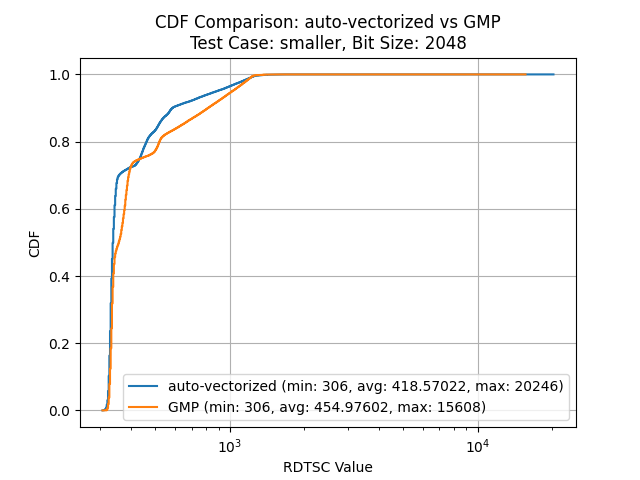 CDF Comparison: auto-vectorized vs GMP
Test Case: smaller, Bit Size: 2048
1.0
0.8
0.6
0.4
0.2
0.0
CDF
auto-vectorized (min: 306, avg: 418.57022, max: 20246)
GMP (min: 306, avg: 454.97602, max: 15608)
10³
10⁴
RDTSC Value